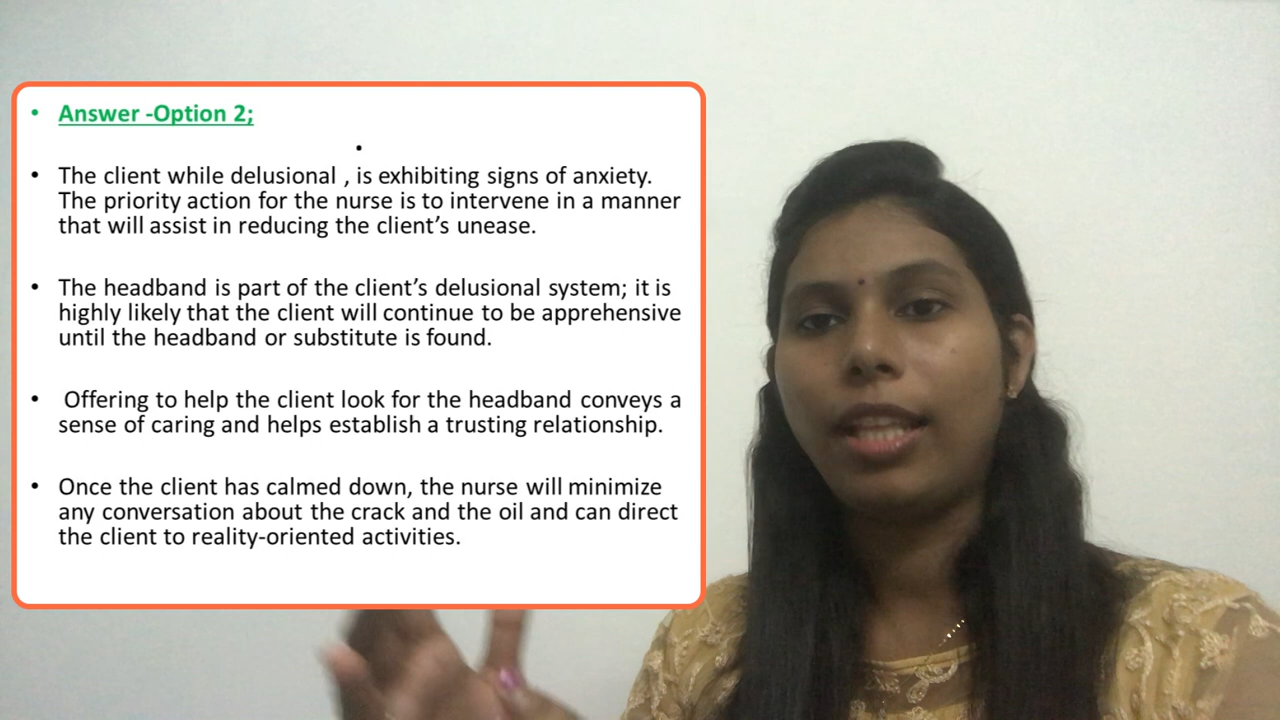 • Answer -Option 2;
•
• The client while delusional , is exhibiting signs of anxiety.
The priority action for the nurse is to intervene in a manner
that will assist in reducing the client’s unease.
• The headband is part of the client’s delusional system; it is
highly likely that the client will continue to be apprehensive
until the headband or substitute is found.
• Offering to help the client look for the headband conveys a
sense of caring and helps establish a trusting relationship.
• Once the client has calmed down, the nurse will minimize
any conversation about the crack and the oil and can direct
the client to reality-oriented activities.